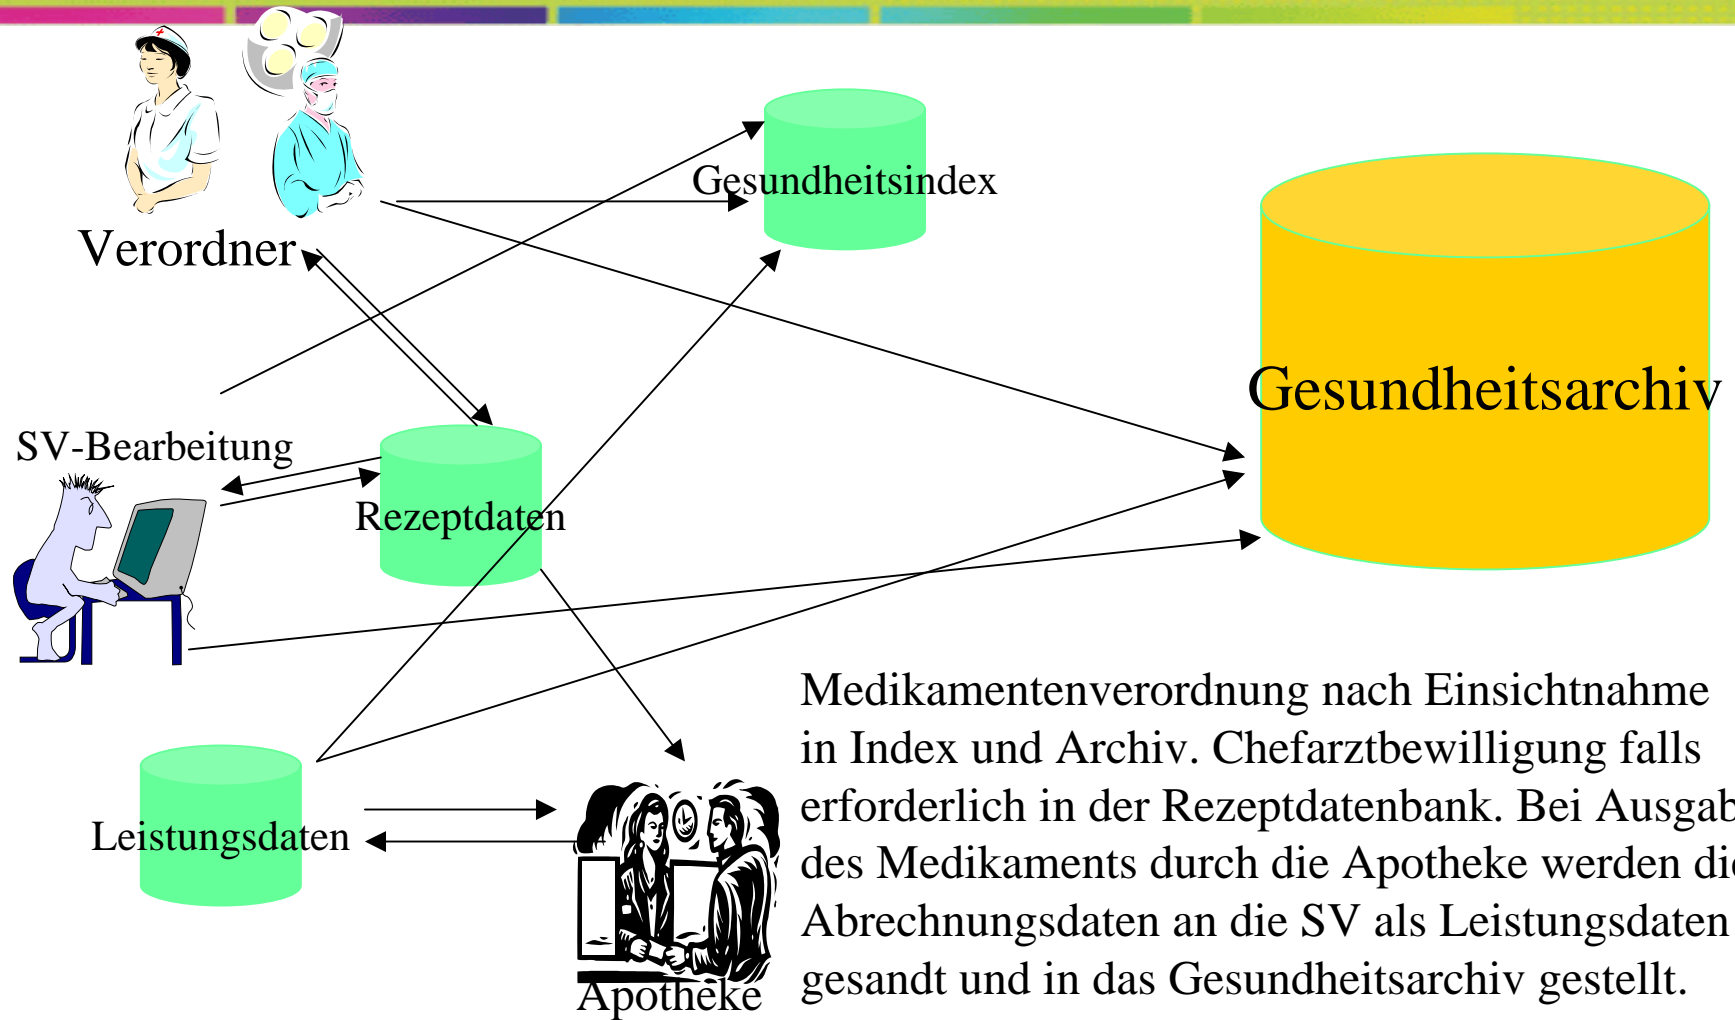 Gesundheitsindex
Verordner
Gesundheitsarchiv
SV-Bearbeitung
Rezeptdaten
Leistungsdaten
Apotheke
Medikamentenverordnung nach Einsichtnahme
in Index und Archiv. Chefarztbewilligung falls
erforderlich in der Rezeptdatenbank. Bei Ausgab
des Medikaments durch die Apotheke werden die
Abrechnungsdaten an die SV als Leistungsdaten
gesandt und in das Gesundheitsarchiv gestellt.